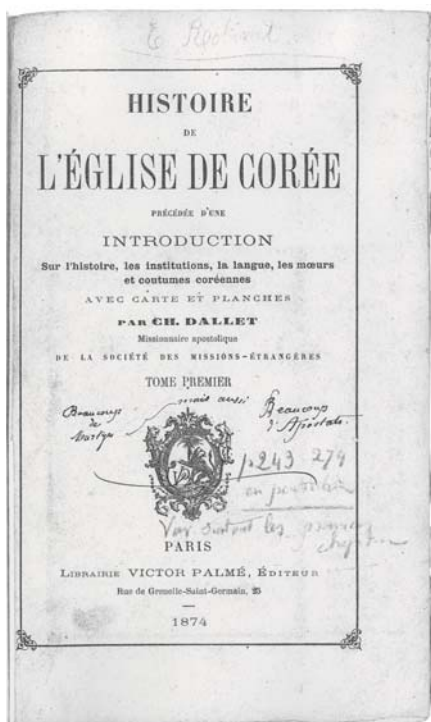 HISTOIRE
DE
L'ÉGLISE DE CORÉE
PRÉCÉDÉE D'UNE
INTRODUCTION
Sur l'histoire, les institutions, la langue, les mœurs
et coutumes coréennes
AVEC CARTE ET PLANCHES
PAR CH. DALLET
Missionnaire apostolique
DE LA SOCIÉTÉ DES MISSIONS-ÉTRANGÈRES
TOME PREMIER
Beaucoup
de
Martyrs
mais aussi
Beaucoup
d'Apostats.
p 243 279
en particulier
Voir surtout les premiers
PARIS
LIBRAIRIE VICTOR PALMÉ, ÉDITEUR
Rue de Grenelle-Saint-Germain, 25
1874